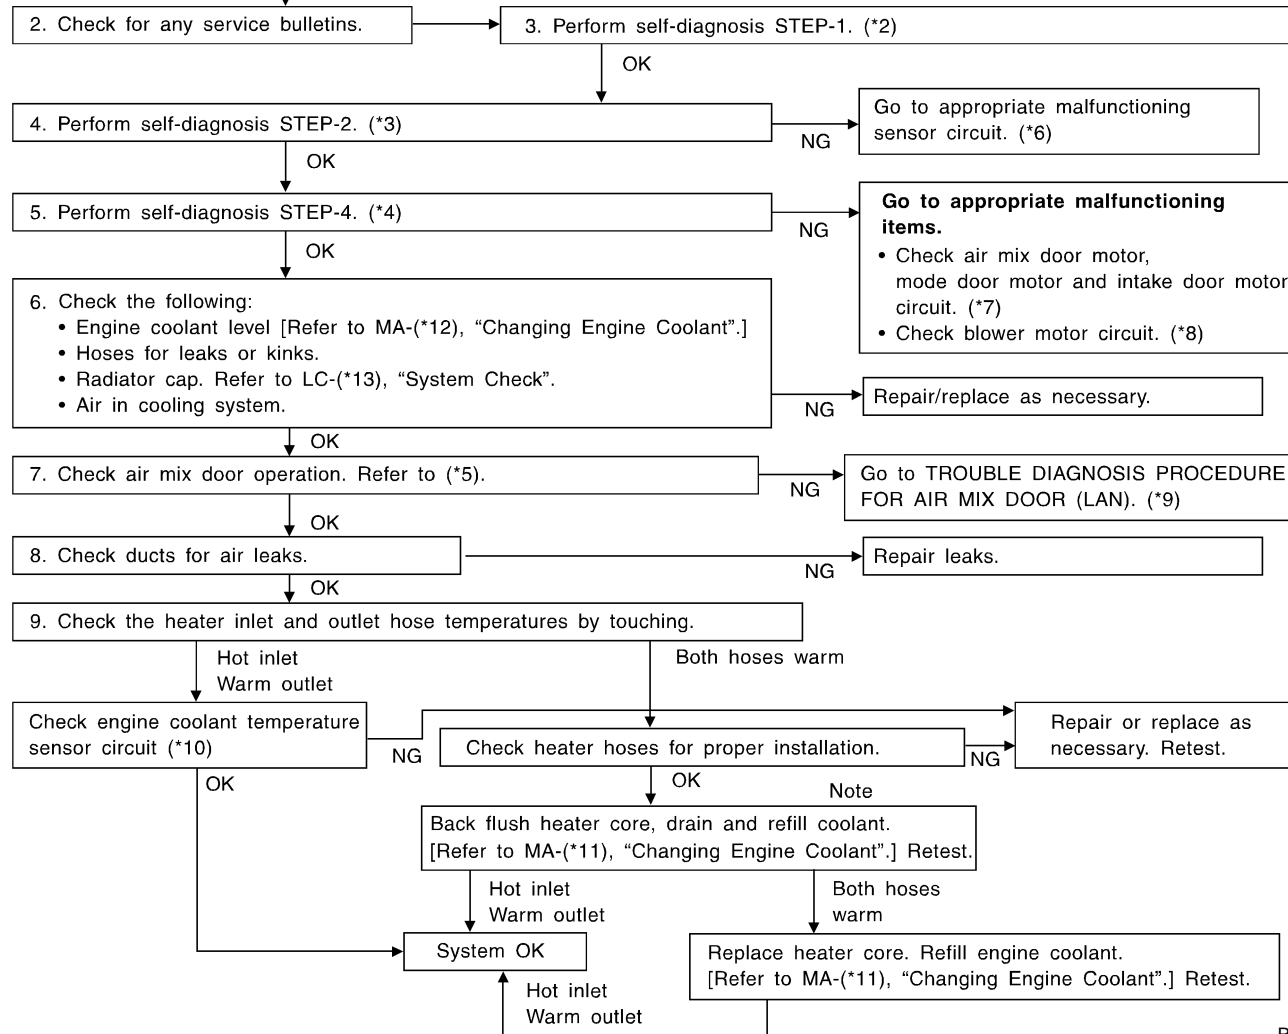 2. Check for any service bulletins.
3. Perform self-diagnosis STEP-1. (*2)
OK
4. Perform self-diagnosis STEP-2. (*3)
NG
Go to appropriate malfunctioning
sensor circuit. (*6)
OK
5. Perform self-diagnosis STEP-4. (*4)
NG
Go to appropriate malfunctioning
items.
• Check air mix door motor,
mode door motor and intake door motor
circuit. (*7)
• Check blower motor circuit. (*8)
OK
6. Check the following:
• Engine coolant level [Refer to MA-(*12), “Changing Engine Coolant”.]
• Hoses for leaks or kinks.
• Radiator cap. Refer to LC-(*13), “System Check”.
• Air in cooling system.
NG
Repair/replace as necessary.
OK
7. Check air mix door operation. Refer to (*5).
NG
Go to TROUBLE DIAGNOSIS PROCEDURE
FOR AIR MIX DOOR (LAN). (*9)
OK
8. Check ducts for air leaks.
NG
Repair leaks.
OK
9. Check the heater inlet and outlet hose temperatures by touching.
Hot inlet
Warm outlet
Both hoses warm
Check engine coolant temperature
sensor circuit (*10)
NG
Check heater hoses for proper installation.
NG
Repair or replace as
necessary. Retest.
OK
OK
Note
Back flush heater core, drain and refill coolant.
[Refer to MA-(*11), “Changing Engine Coolant”.] Retest.
Hot inlet
Warm outlet
Both hoses
warm
System OK
Replace heater core. Refill engine coolant.
[Refer to MA-(*11), “Changing Engine Coolant”.] Retest.
Hot inlet
Warm outlet